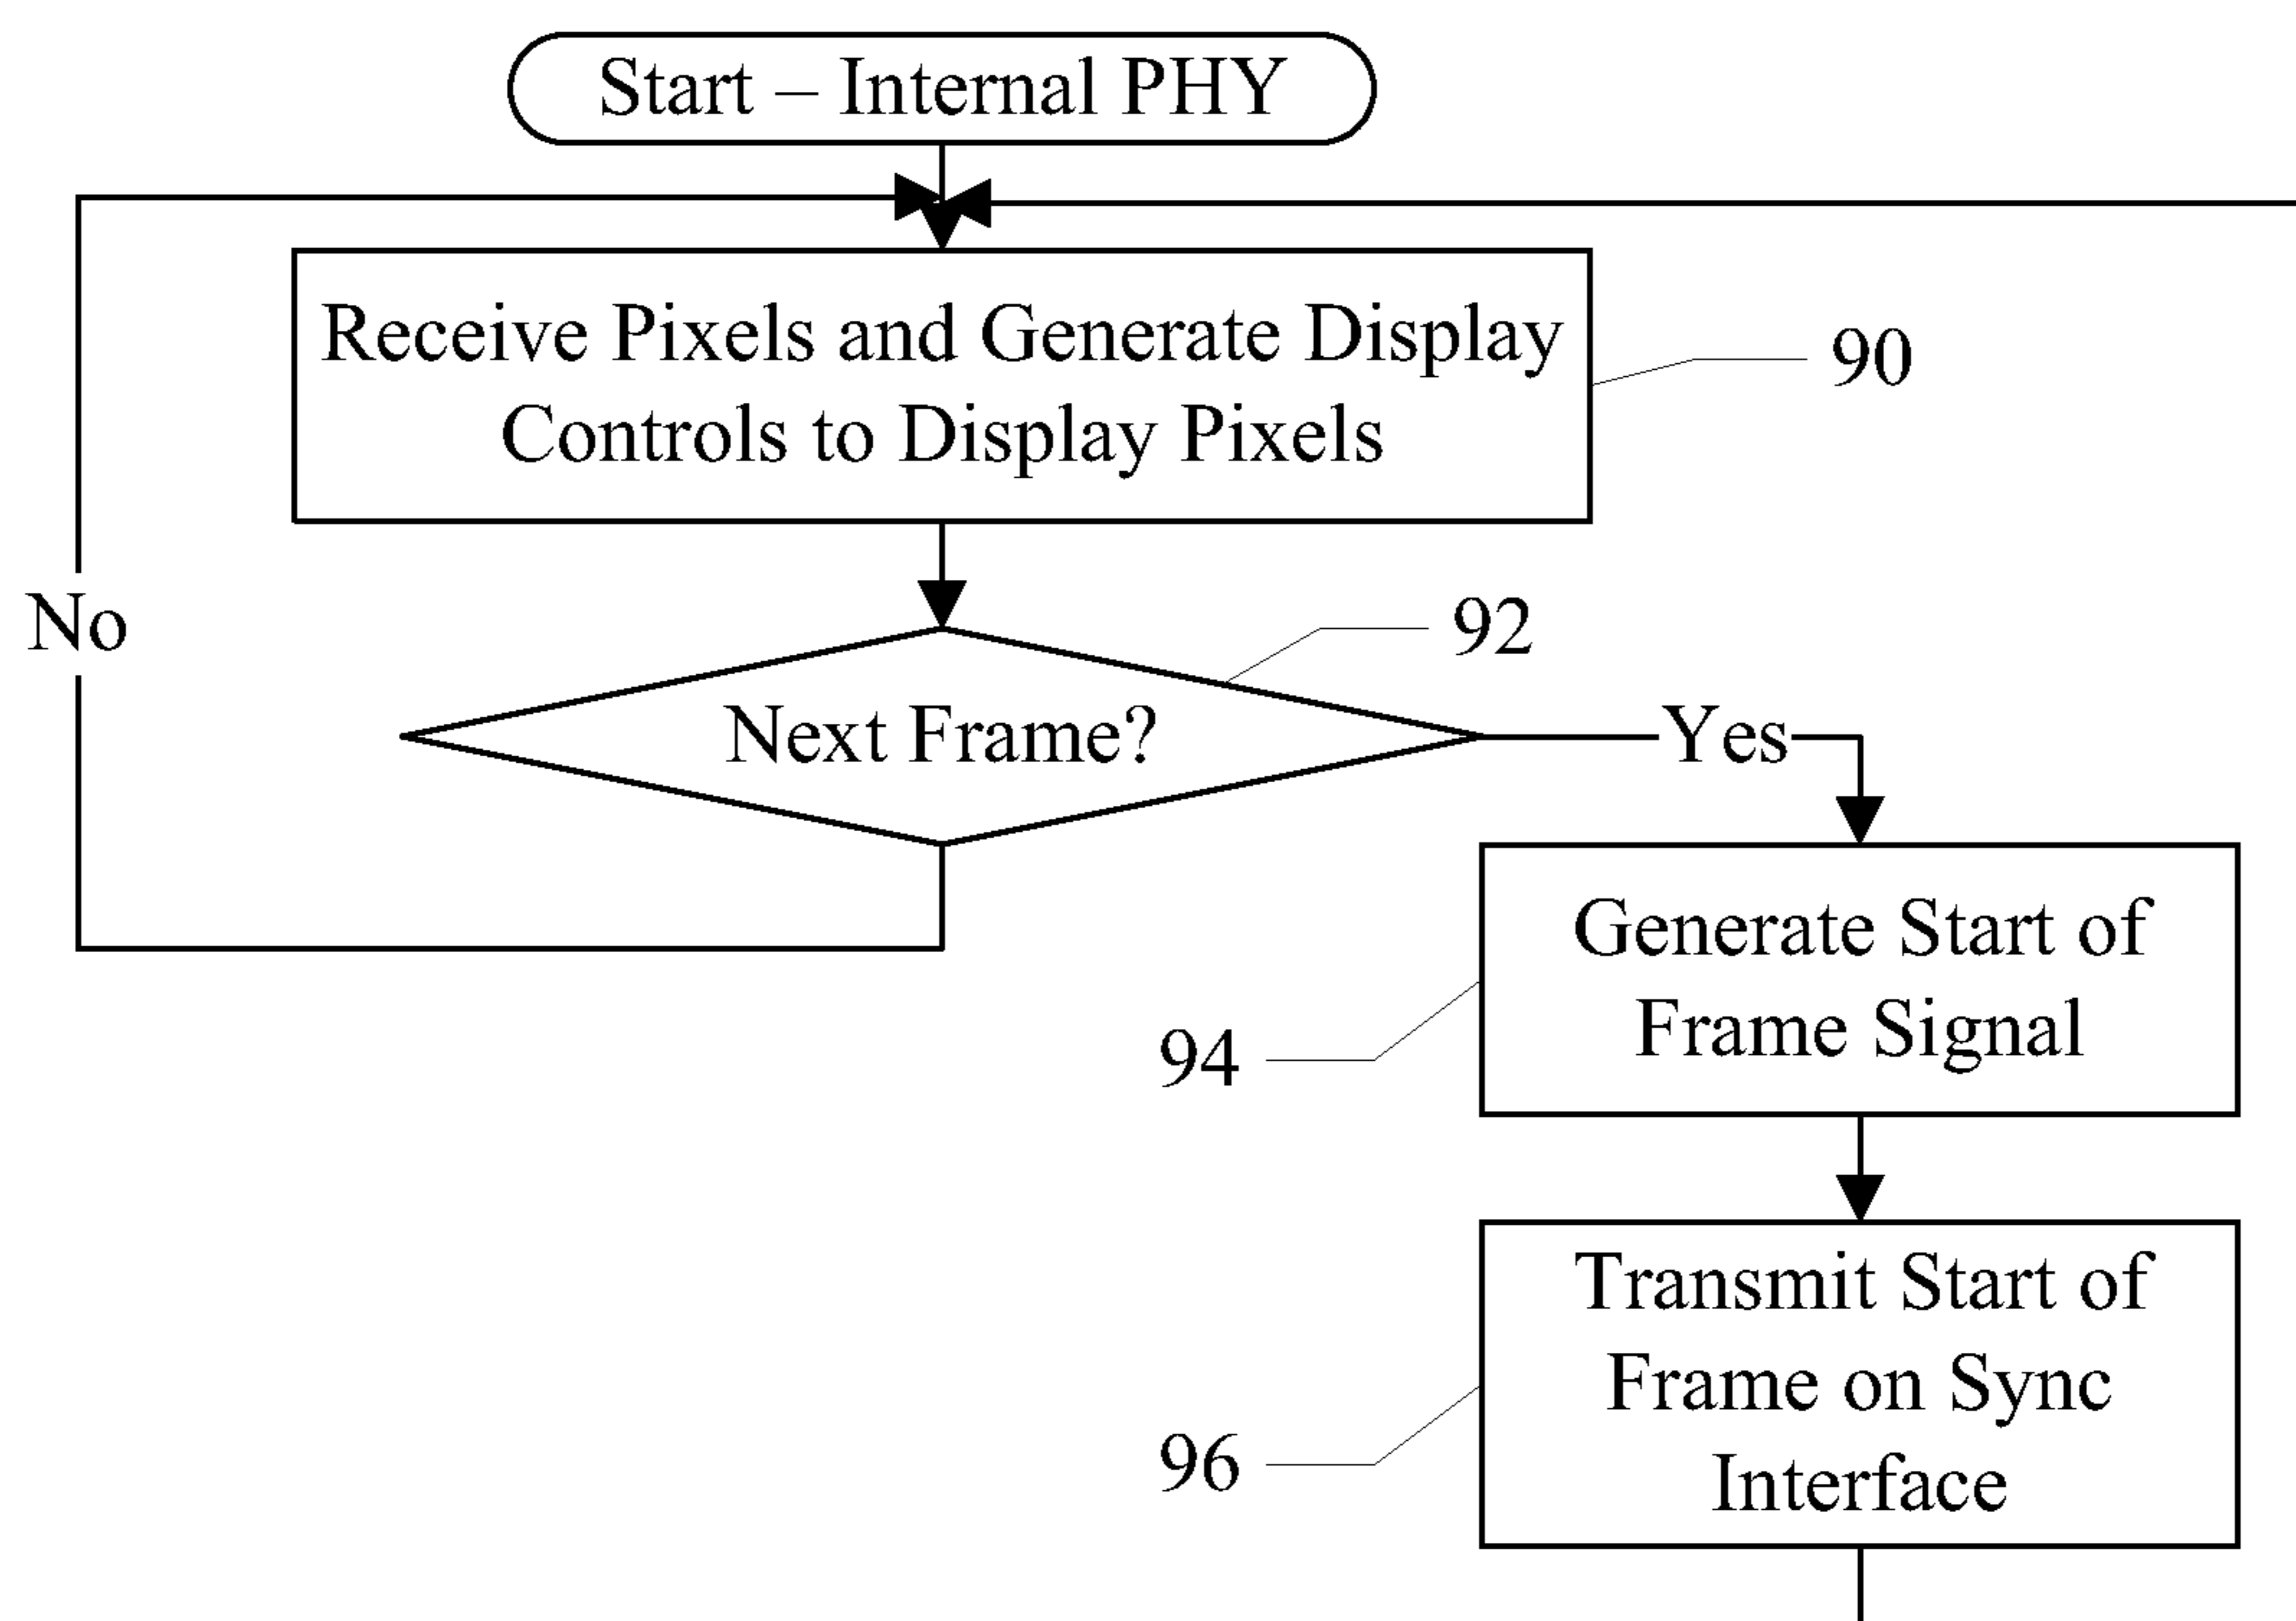 Start – Internal PHY
Receive Pixels and Generate Display
Controls to Display Pixels
90
No
92
Next Frame?
Yes
Generate Start of
Frame Signal
94
Transmit Start of
Frame on Sync
Interface
96